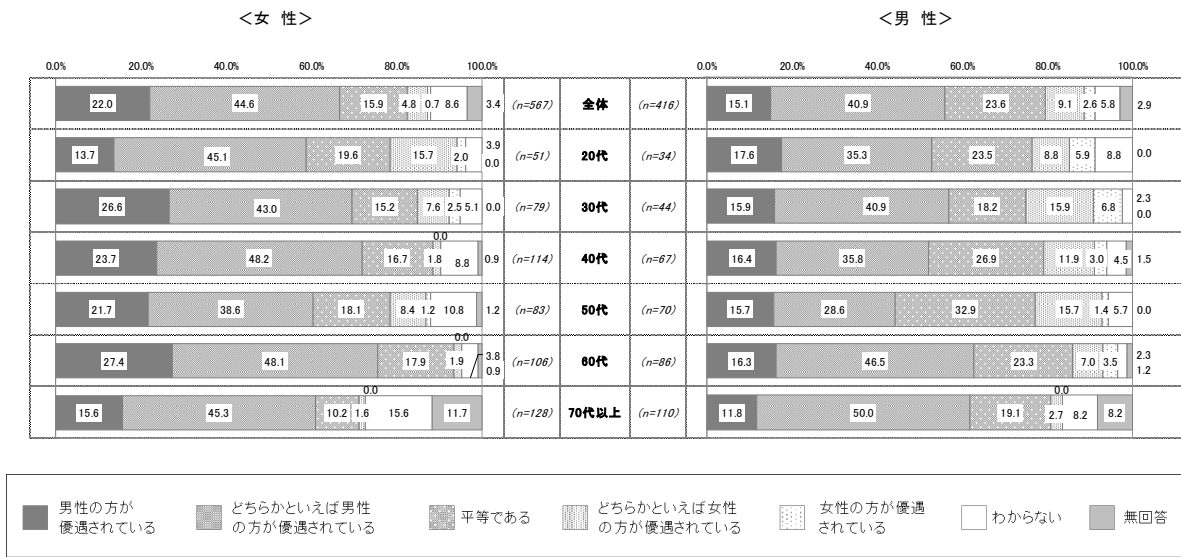 ＜女 性＞
＜男 性＞
0.0% 20.0% 40.0% 60.0% 80.0% 100.0%
0.0% 20.0% 40.0% 60.0% 80.0% 100.0%
22.0 44.6 15.9 4.8 0.7 8.6 3.4 (n=567) 全体 (n=416) 15.1 40.9 23.6 9.1 2.6 5.8 2.9
13.7 45.1 19.6 15.7 2.0 3.9 0.0 (n=51) 20代 (n=34) 17.6 35.3 23.5 8.8 5.9 8.8 0.0
26.6 43.0 15.2 7.6 2.5 5.1 0.0 (n=79) 30代 (n=44) 15.9 40.9 18.2 15.9 6.8 2.3 0.0
23.7 48.2 16.7 1.8 0.0 8.8 0.9 (n=114) 40代 (n=67) 16.4 35.8 26.9 11.9 3.0 4.5 1.5
21.7 38.6 18.1 8.4 1.2 10.8 1.2 (n=83) 50代 (n=70) 15.7 28.6 32.9 15.7 1.4 5.7 0.0
27.4 48.1 17.9 1.9 0.0 3.8 0.9 (n=106) 60代 (n=86) 16.3 46.5 23.3 7.0 3.5 2.3 1.2
15.6 45.3 10.2 1.6 0.0 15.6 11.7 (n=128) 70代以上 (n=110) 11.8 50.0 19.1 2.7 0.0 8.2 8.2
男性の方が
優遇されている
どちらかといえば男性
の方が優遇されている
平等である
どちらかといえば女性
の方が優遇されている
女性の方が優遇
されている
わからない
無回答